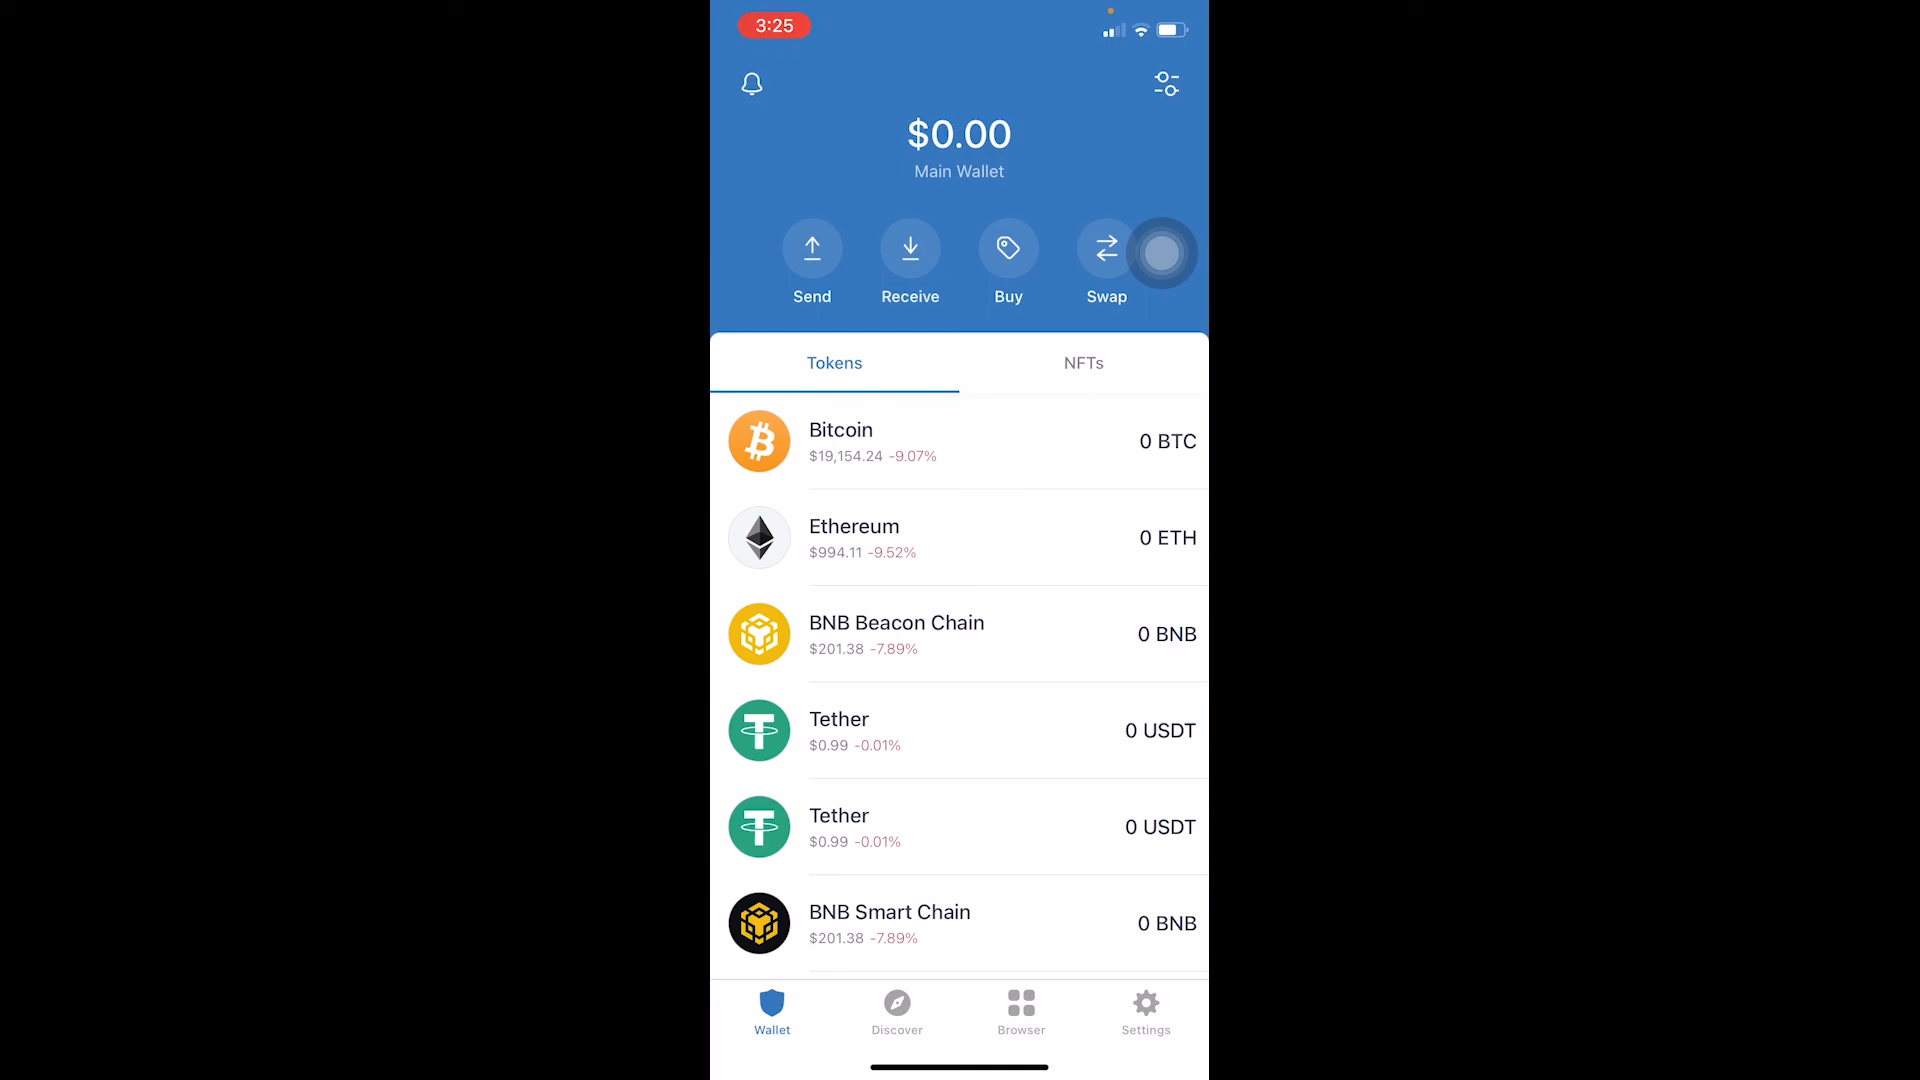 3:25
$0.00
Main Wallet
Send Receive Buy Swap
Tokens NFTs
Bitcoin
$19,154.24 -9.07%
0 BTC
Ethereum
$994.11 -9.52%
0 ETH
BNB Beacon Chain
$201.38 -7.89%
0 BNB
Tether
$0.99 -0.01%
0 USDT
Tether
$0.99 -0.01%
0 USDT
BNB Smart Chain
$201.38 -7.89%
0 BNB
Wallet Discover Browser Settings